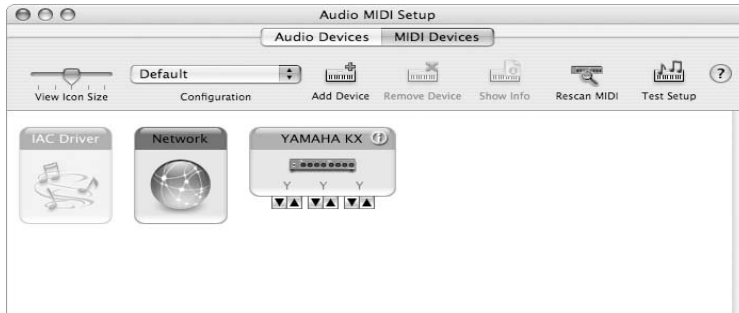 Audio MIDI Setup
Audio Devices MIDI Devices
Default
?
View Icon Size Configuration Add Device Remove Device Show Info Rescan MIDI Test Setup
IAC Driver Network YAMAHA KX i
Y Y Y